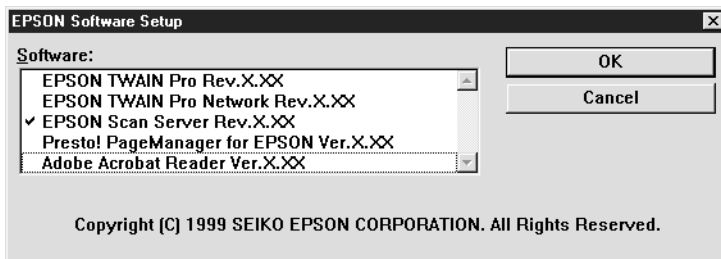 EPSON Software Setup
Software:
EPSON TWAIN Pro Rev.X.XX
EPSON TWAIN Pro Network Rev.X.XX
EPSON Scan Server Rev.X.XX
Presto! PageManager for EPSON Ver.X.XX
Adobe Acrobat Reader Ver.X.XX
OK
Cancel
Copyright (C) 1999 SEIKO EPSON CORPORATION. All Rights Reserved.